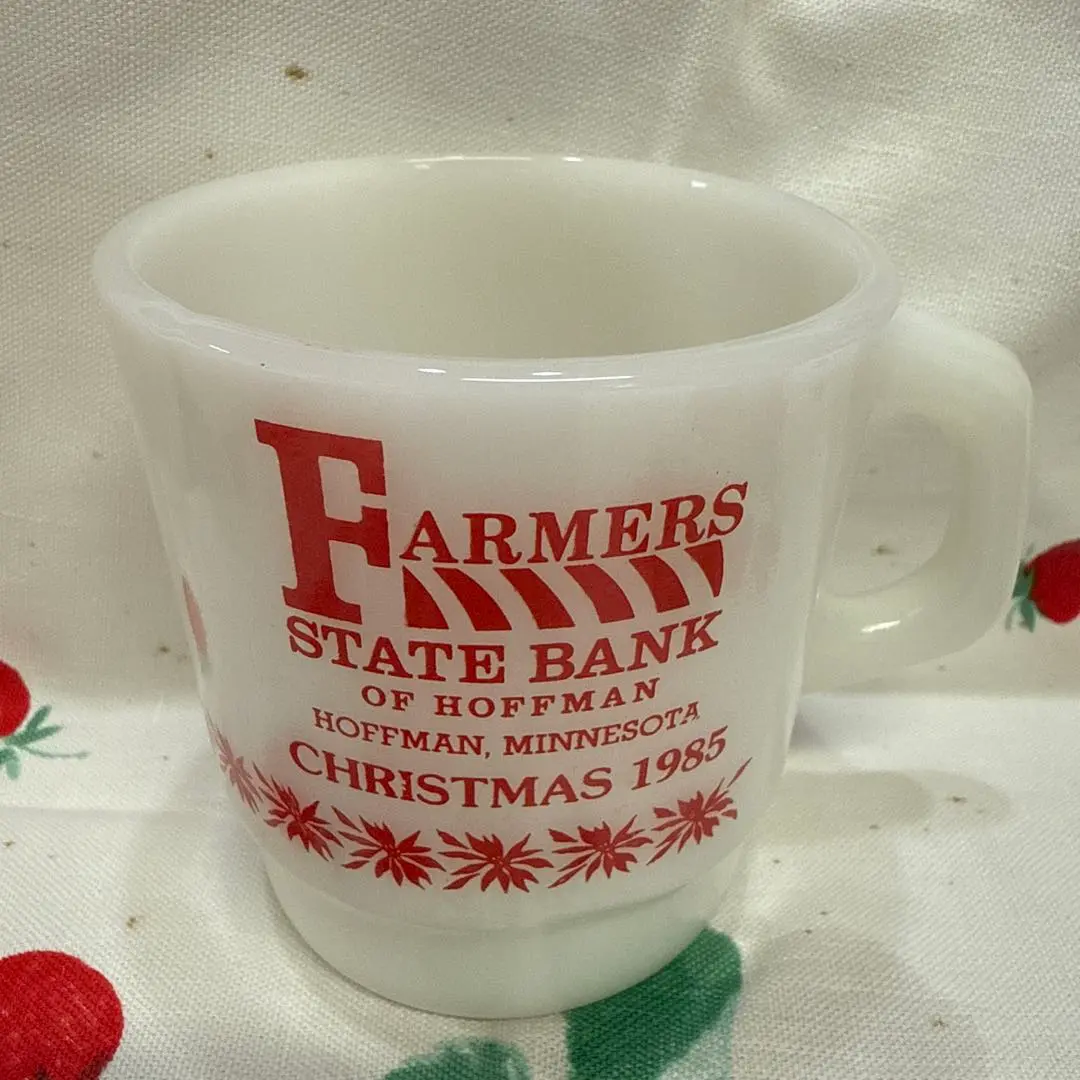 FARMERS
STATE BANK
OF HOFFMAN
HOFFMAN, MINNESOTA
CHRISTMAS 1985